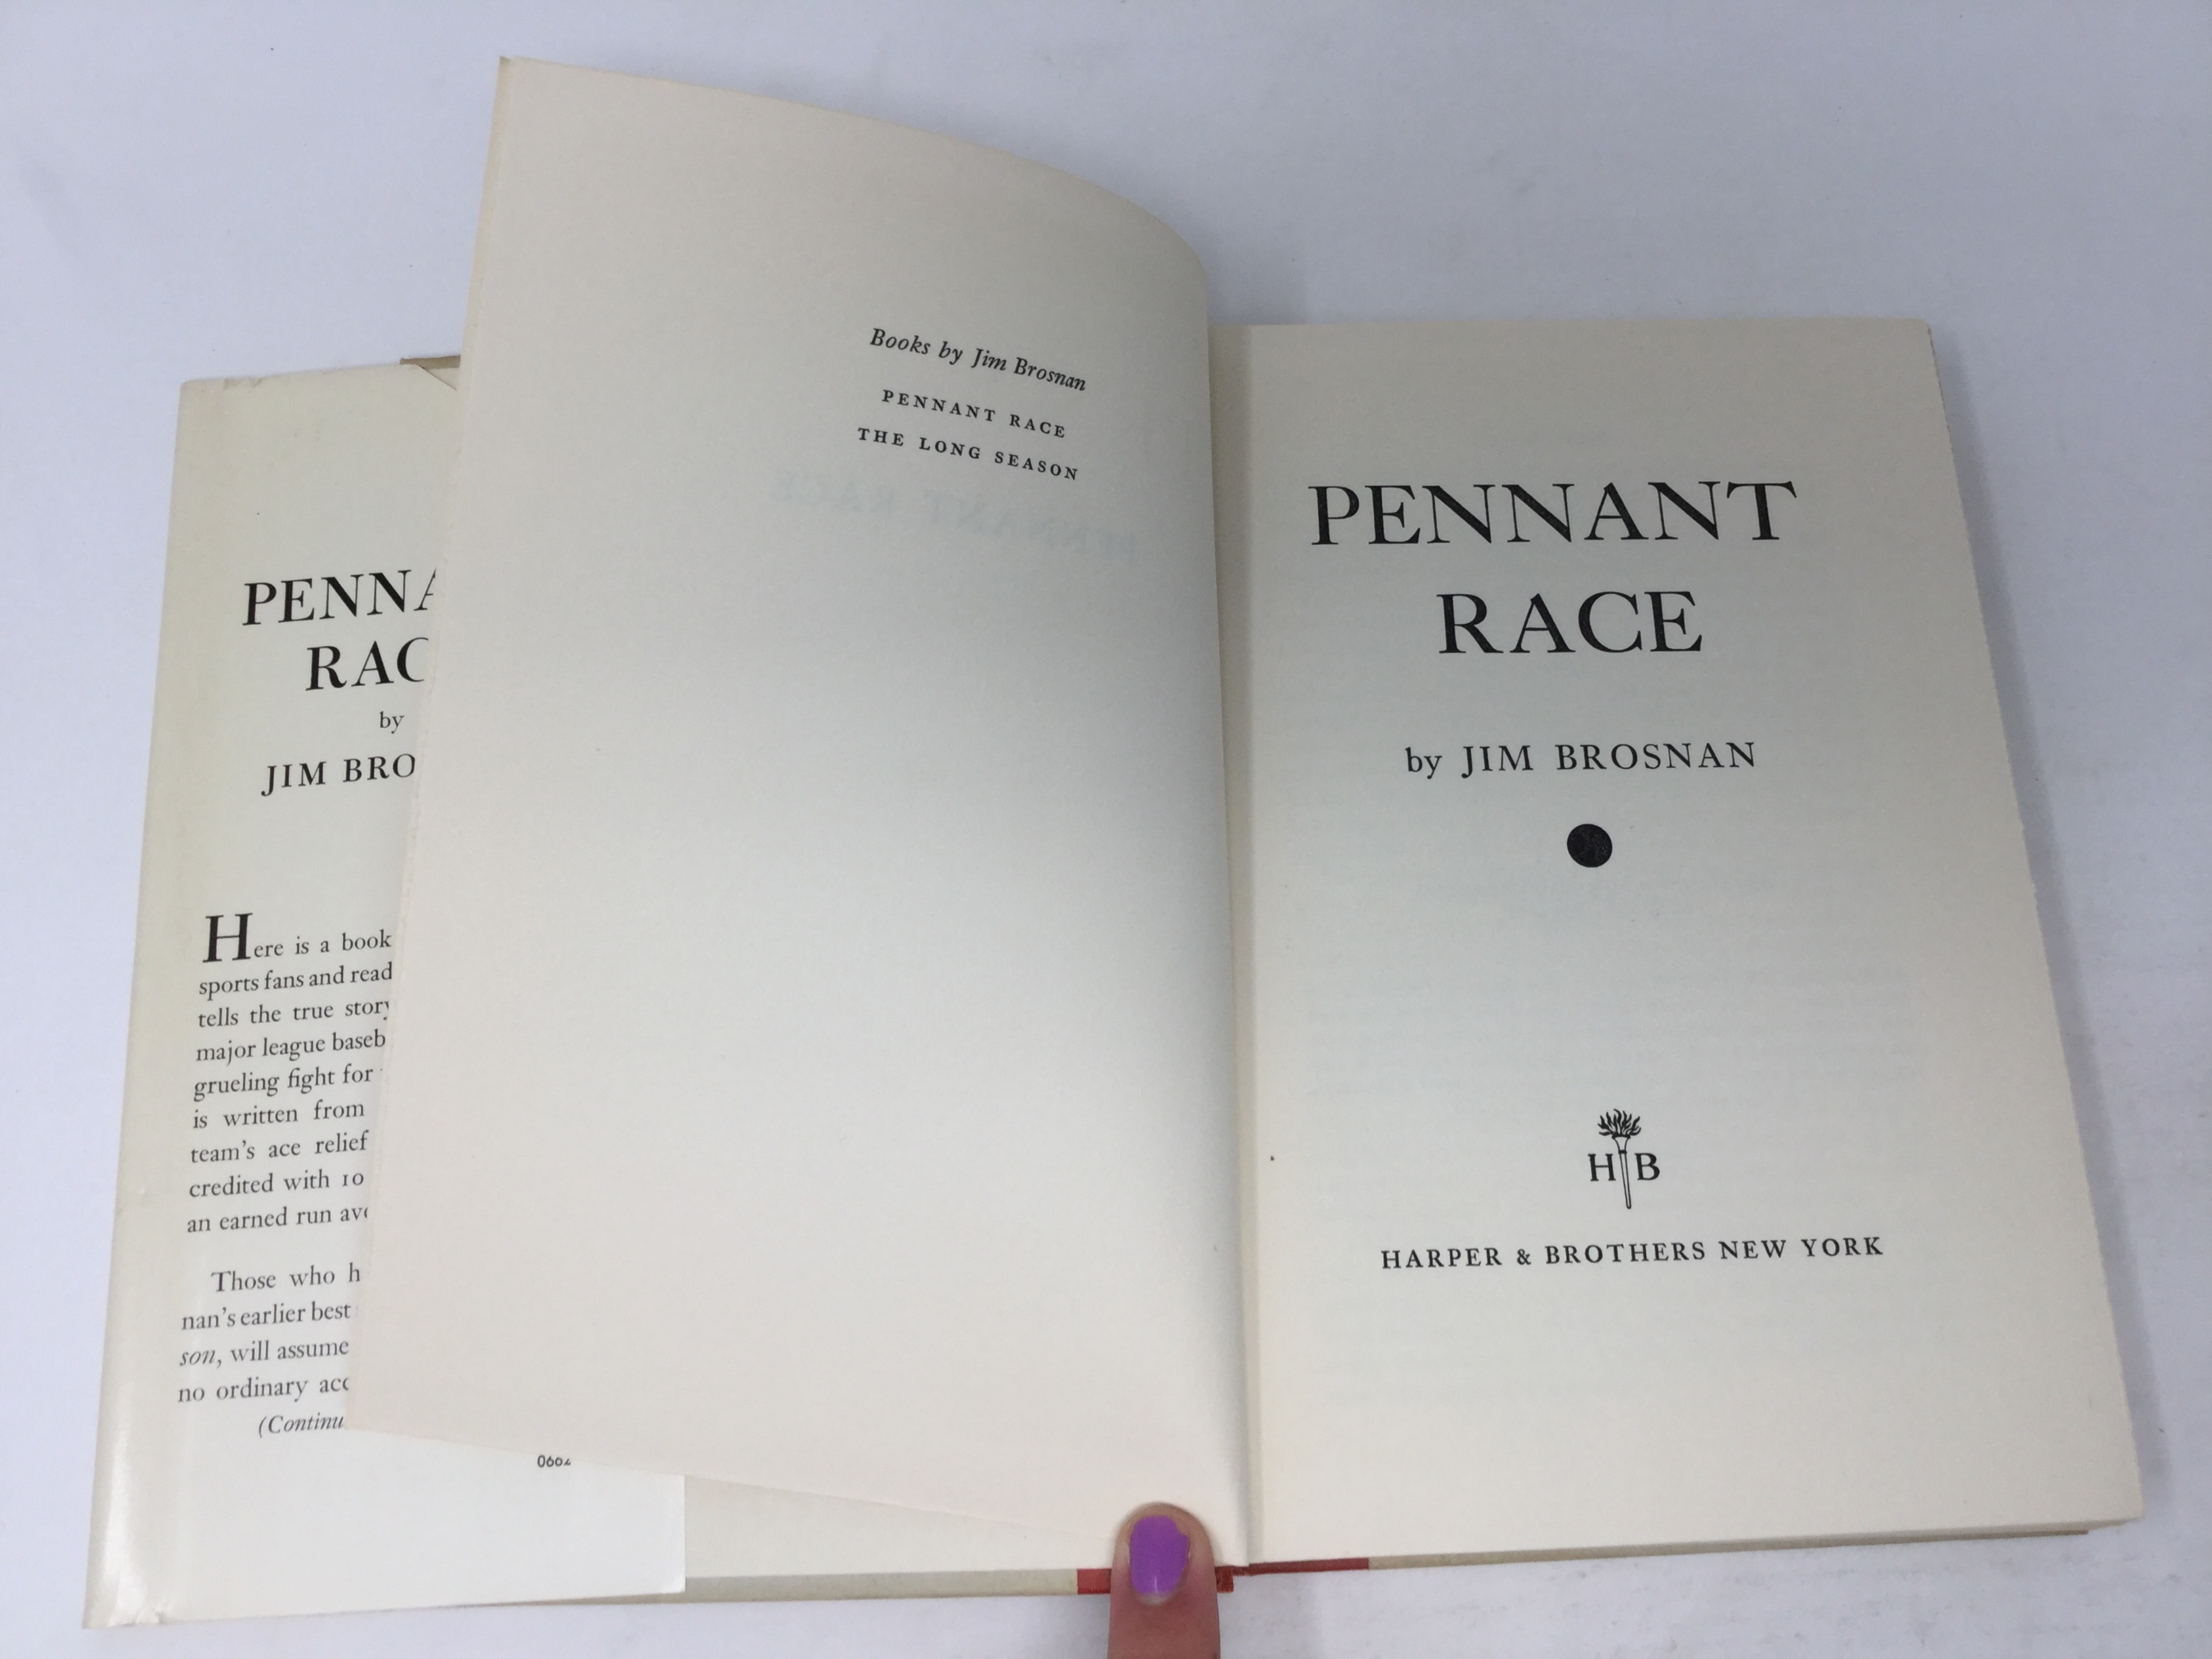 PENNA
RAC
by
JIM BRO
Here is a book
sports fans and read
tells the true story
major league baseb
grueling fight for
is written from
team's ace relief
credited with 10
an earned run ave
Those who h
nan's earlier best
son, will assume
no ordinary acc
(Continu
0662
Books by Jim Brosnan
PENNANT RACE
THE LONG SEASON
PENNANT
RACE
by JIM BROSNAN
H B
HARPER & BROTHERS NEW YORK